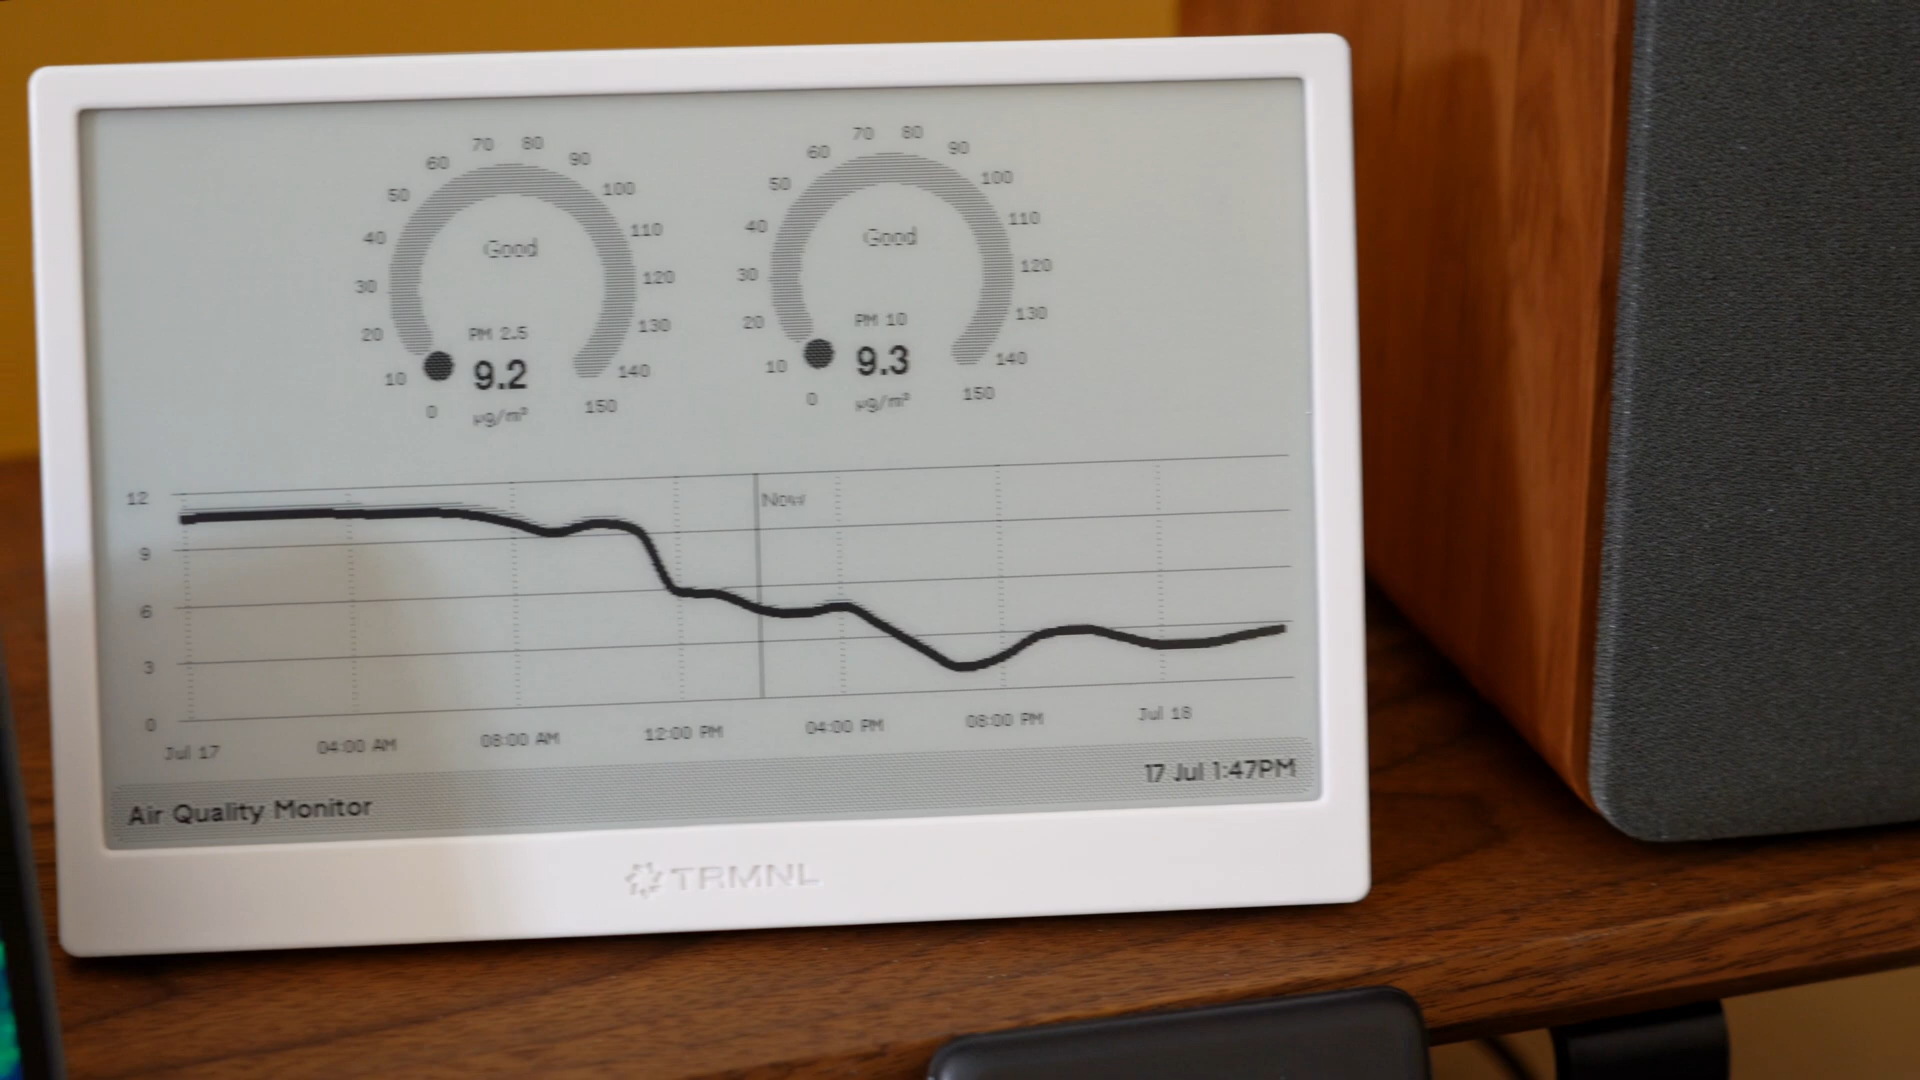 70 80
60 90
50 100
40 110
30 120
20 130
10 140
0 150
Good
PM 2.5
9.2
µg/m³
70 80
60 90
50 100
40 110
30 120
20 130
10 140
0 150
Good
PM 10
9.3
µg/m³
12
9
6
3
0
Now
Jul 17 04:00 AM 08:00 AM 12:00 PM 04:00 PM 08:00 PM Jul 18
Air Quality Monitor 17 Jul 1:47PM
TRMNL